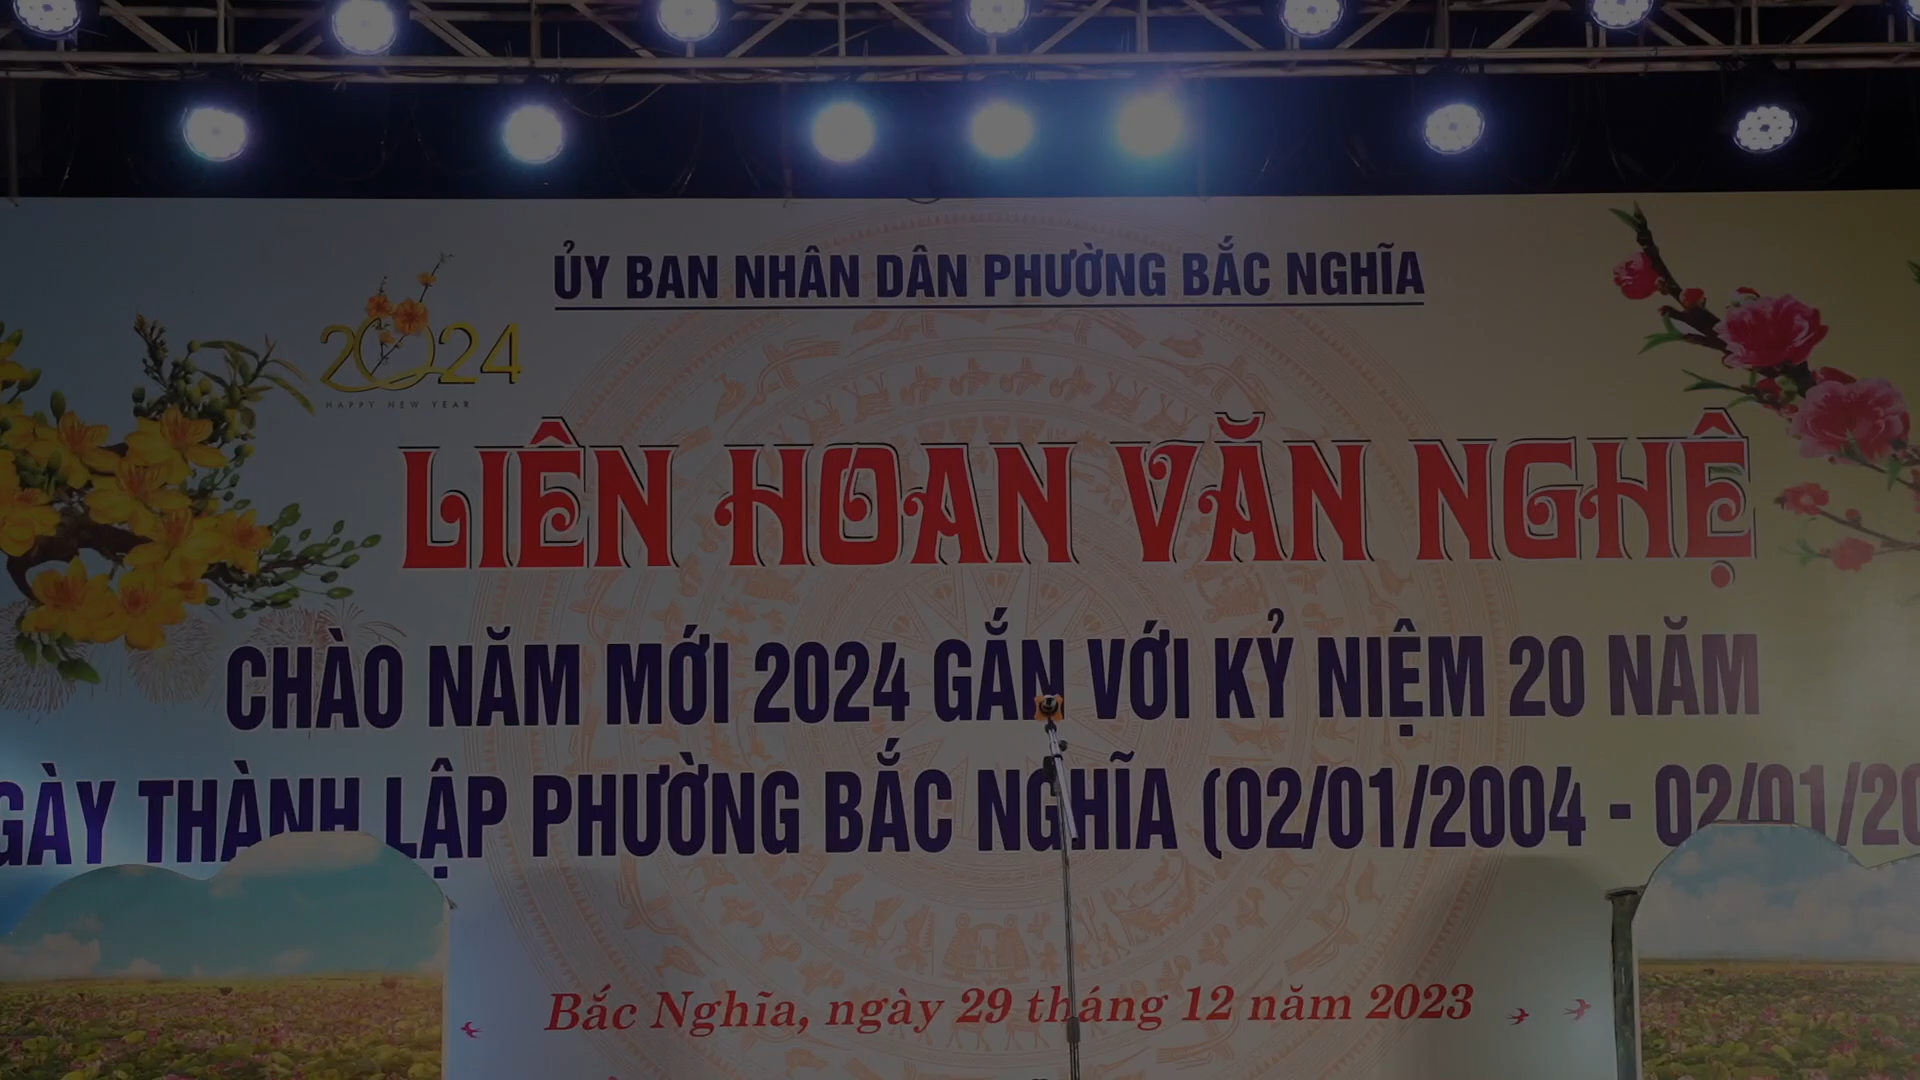 ỦY BAN NHÂN DÂN PHƯỜNG BẮC NGHĨA
2024
HAPPY NEW YEAR
LIÊN HOAN VĂN NGHỆ
CHÀO NĂM MỚI 2024 GẮN VỚI KỶ NIỆM 20 NĂM
GÀY THÀNH LẬP PHƯỜNG BẮC NGHĨA (02/01/2004 - 02/01/20
Bắc Nghĩa, ngày 29 tháng 12 năm 2023